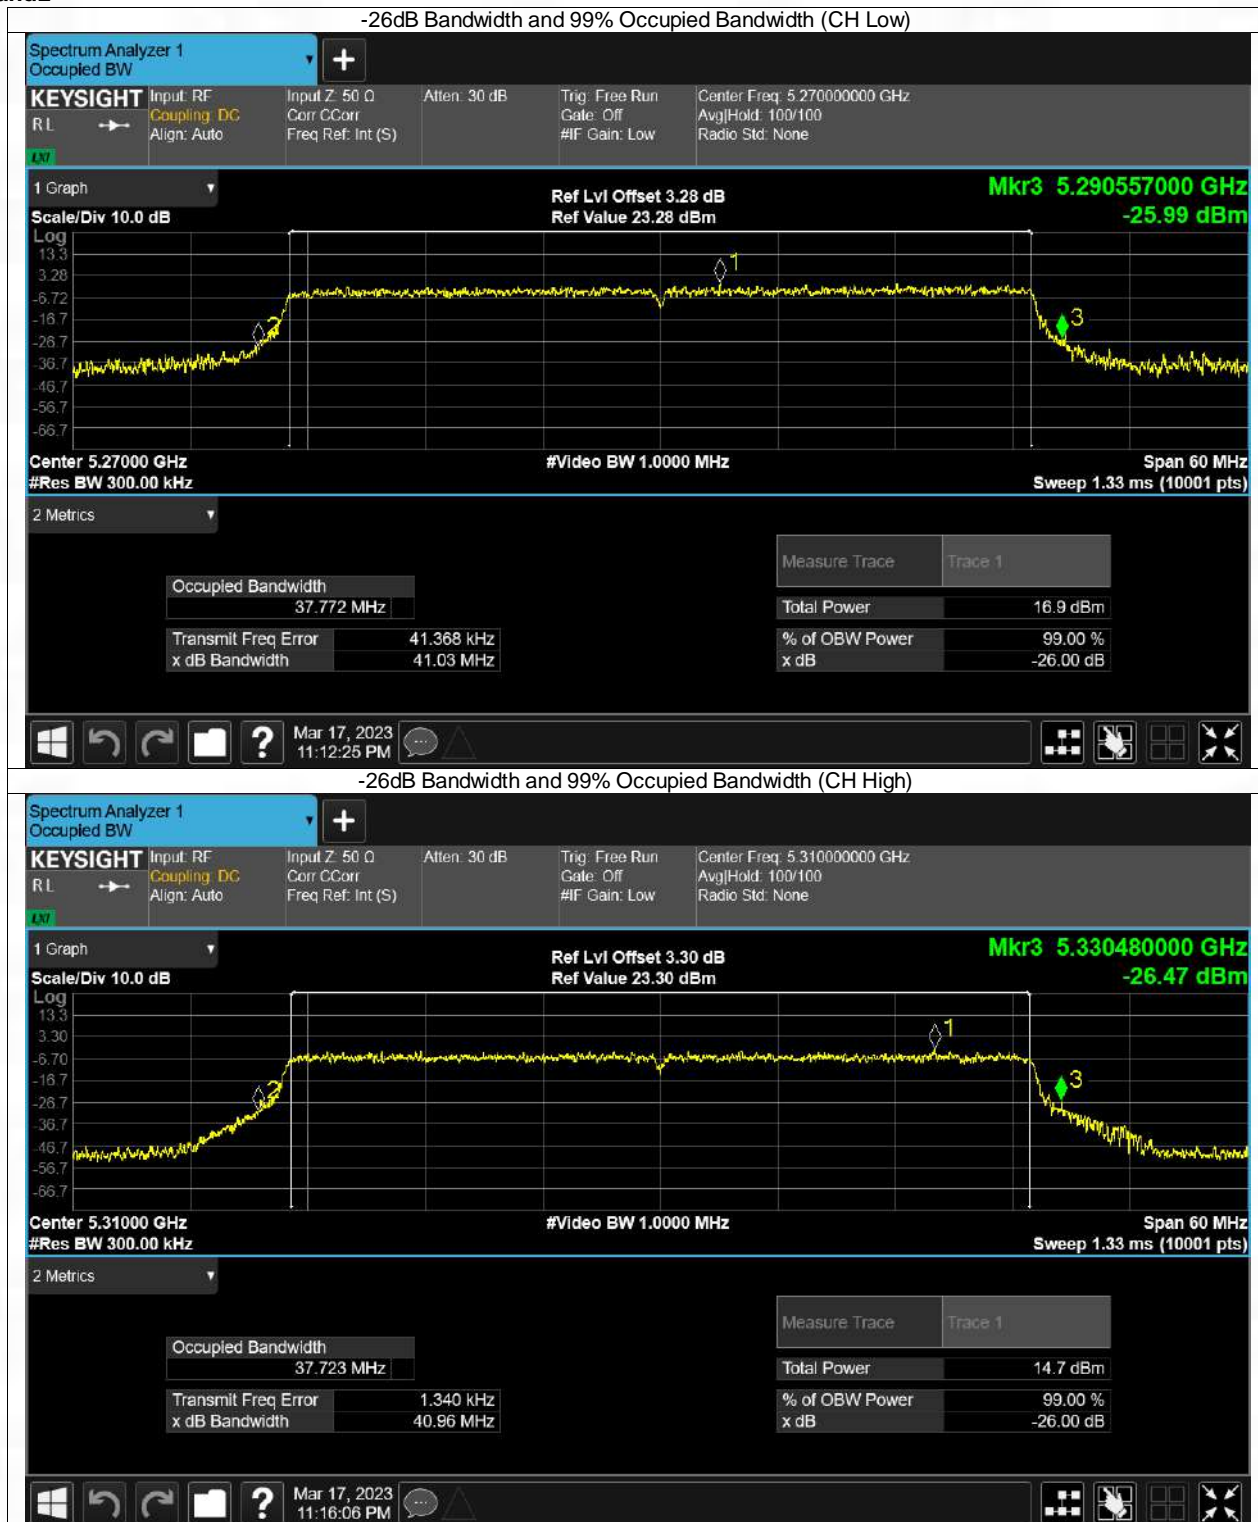 -26dB Bandwidth and 99% Occupied Bandwidth (CH Low)
Spectrum Analyzer 1
Occupied BW
+
KEYSIGHT
RL
LXI
Input: RF
Coupling: DC
Align: Auto
Input Z: 50 Ω
Corr CCorr
Freq Ref: Int (S)
Atten: 30 dB
Trig: Free Run
Gate: Off
#IF Gain: Low
Center Freq: 5.270000000 GHz
Avg|Hold: 100/100
Radio Std: None
1 Graph
Scale/Div 10.0 dB
Ref Lvl Offset 3.28 dB
Ref Value 23.28 dBm
Mkr3 5.290557000 GHz
-25.99 dBm
Log
13.3
3.28
-6.72
-16.7
-26.7
-36.7
-46.7
-56.7
-66.7
1
2
3
Center 5.27000 GHz
#Video BW 1.0000 MHz
Span 60 MHz
#Res BW 300.00 kHz
Sweep 1.33 ms (10001 pts)
2 Metrics
Measure Trace Trace 1
Occupied Bandwidth
37.772 MHz
Total Power 16.9 dBm
Transmit Freq Error 41.368 kHz
% of OBW Power 99.00 %
x dB Bandwidth 41.03 MHz
x dB -26.00 dB
?
Mar 17, 2023
11:12:25 PM
-26dB Bandwidth and 99% Occupied Bandwidth (CH High)
Spectrum Analyzer 1
Occupied BW
+
KEYSIGHT
RL
LXI
Input: RF
Coupling: DC
Align: Auto
Input Z: 50 Ω
Corr CCorr
Freq Ref: Int (S)
Atten: 30 dB
Trig: Free Run
Gate: Off
#IF Gain: Low
Center Freq: 5.310000000 GHz
Avg|Hold: 100/100
Radio Std: None
1 Graph
Scale/Div 10.0 dB
Ref Lvl Offset 3.30 dB
Ref Value 23.30 dBm
Mkr3 5.330480000 GHz
-26.47 dBm
Log
13.3
3.30
-6.70
-16.7
-26.7
-36.7
-46.7
-56.7
-66.7
1
2
3
Center 5.31000 GHz
#Video BW 1.0000 MHz
Span 60 MHz
#Res BW 300.00 kHz
Sweep 1.33 ms (10001 pts)
2 Metrics
Measure Trace Trace 1
Occupied Bandwidth
37.723 MHz
Total Power 14.7 dBm
Transmit Freq Error 1.340 kHz
% of OBW Power 99.00 %
x dB Bandwidth 40.96 MHz
x dB -26.00 dB
?
Mar 17, 2023
11:16:06 PM